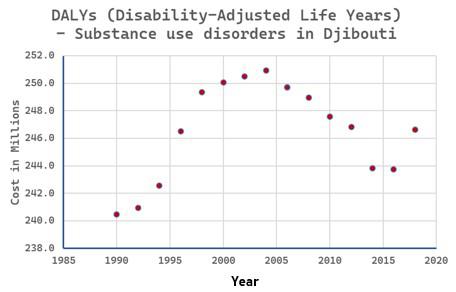 DALYs (Disability-Adjusted Life Years)
- Substance use disorders in Djibouti
252.0
250.0
248.0
246.0
244.0
242.0
240.0
238.0
Cost in Millions
1985 1990 1995 2000 2005 2010 2015 2020
Year